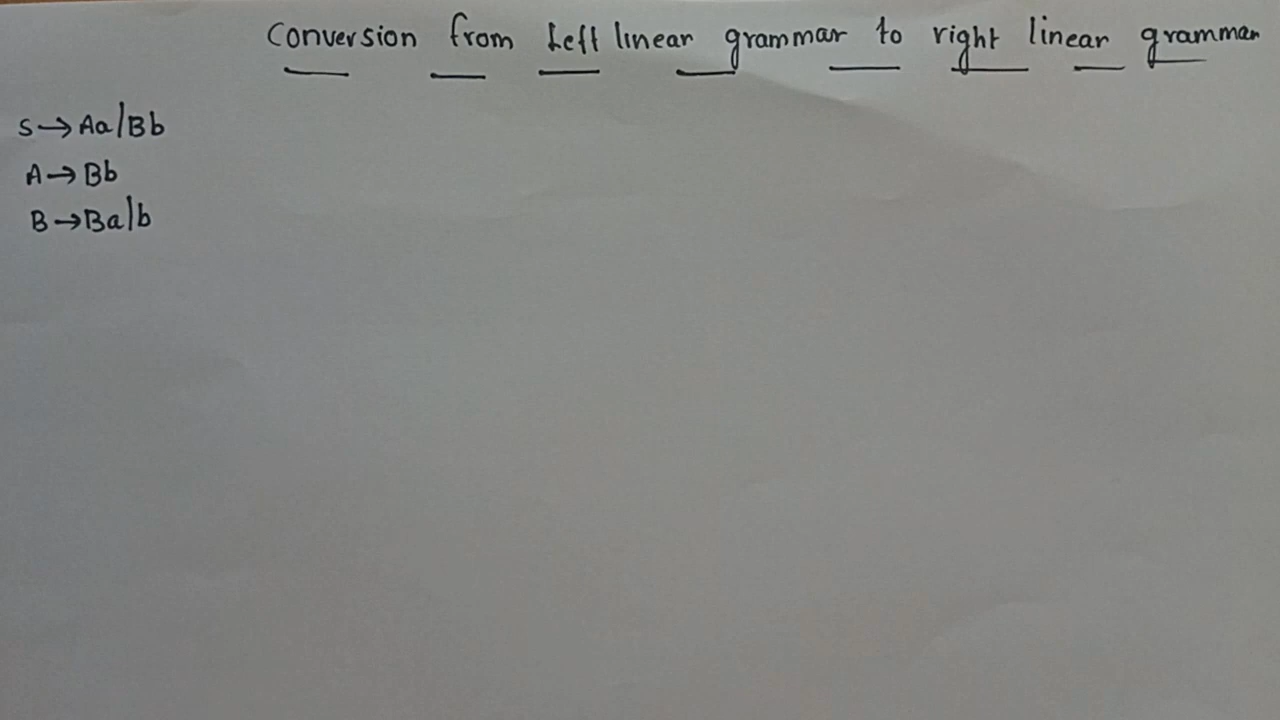 Conversion from Left linear grammar to right linear grammar
S→Aa/Bb
A→Bb
B→Ba/b